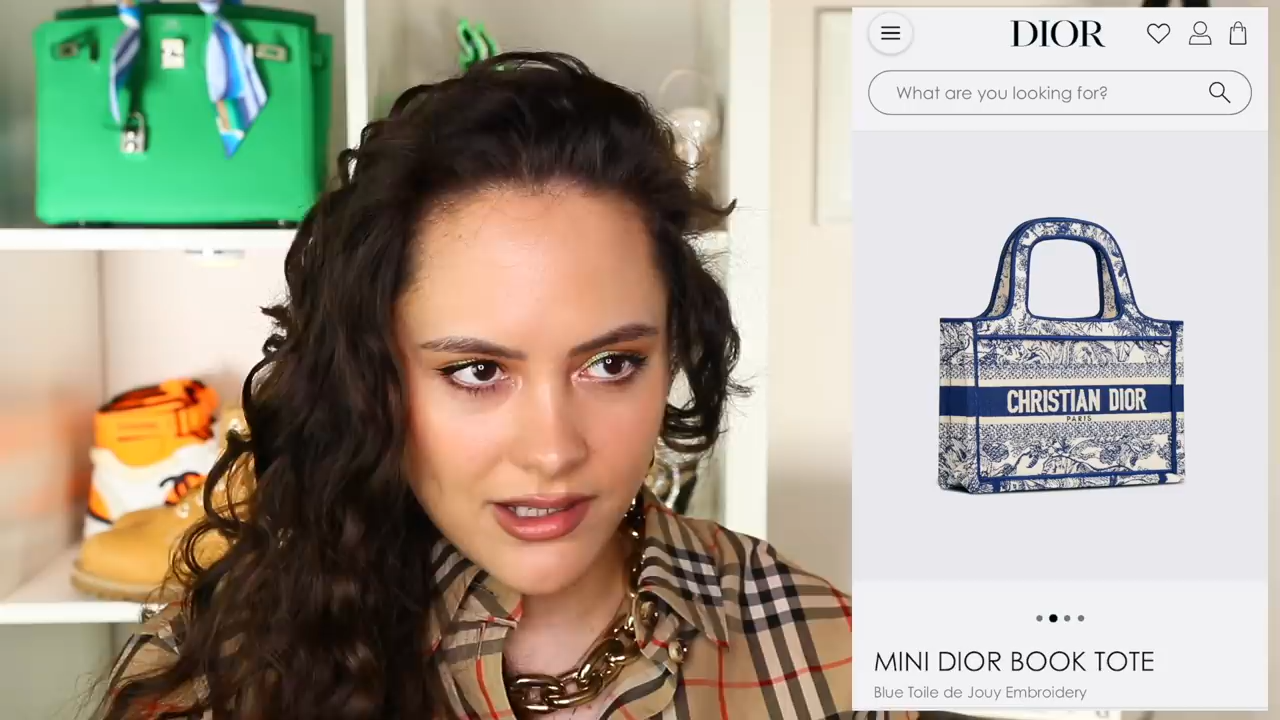 DIOR
What are you looking for?
CHRISTIAN DIOR
PARIS
MINI DIOR BOOK TOTE
Blue Toile de Jouy Embroidery